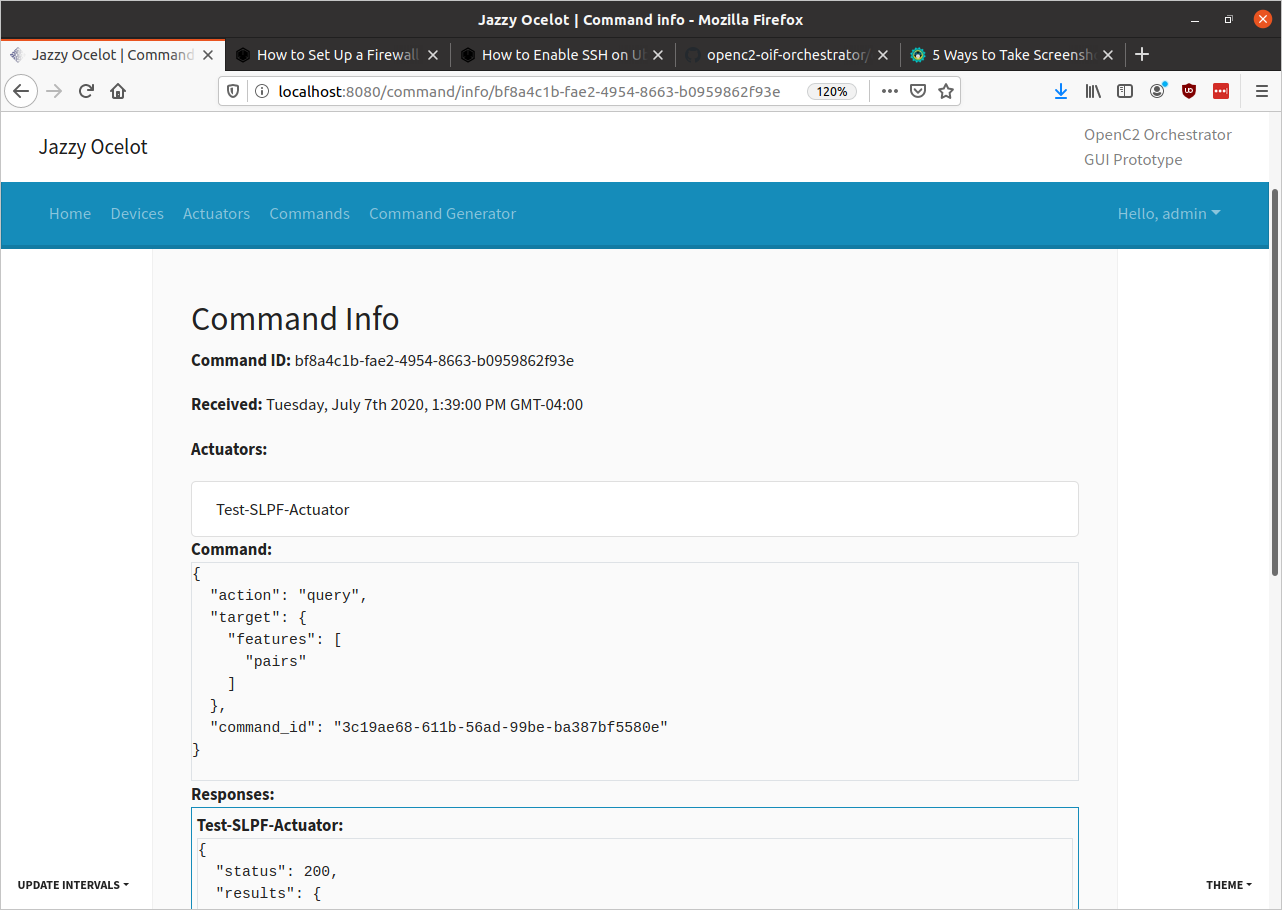 Jazzy Ocelot | Command info - Mozilla Firefox
Jazzy Ocelot | Command
How to Set Up a Firewall
How to Enable SSH on U
openc2-oif-orchestrator/
5 Ways to Take Screensh
localhost:8080/command/info/bf8a4c1b-fae2-4954-8663-b0959862f93e
120%
Jazzy Ocelot
OpenC2 Orchestrator
GUI Prototype
Home Devices Actuators Commands Command Generator Hello, admin
Command Info
Command ID: bf8a4c1b-fae2-4954-8663-b0959862f93e
Received: Tuesday, July 7th 2020, 1:39:00 PM GMT-04:00
Actuators:
Test-SLPF-Actuator
Command:
{
  "action": "query",
  "target": {
    "features": [
      "pairs"
    ]
  },
  "command_id": "3c19ae68-611b-56ad-99be-ba387bf5580e"
}
Responses:
Test-SLPF-Actuator:
{
  "status": 200,
  "results": {
UPDATE INTERVALS
THEME